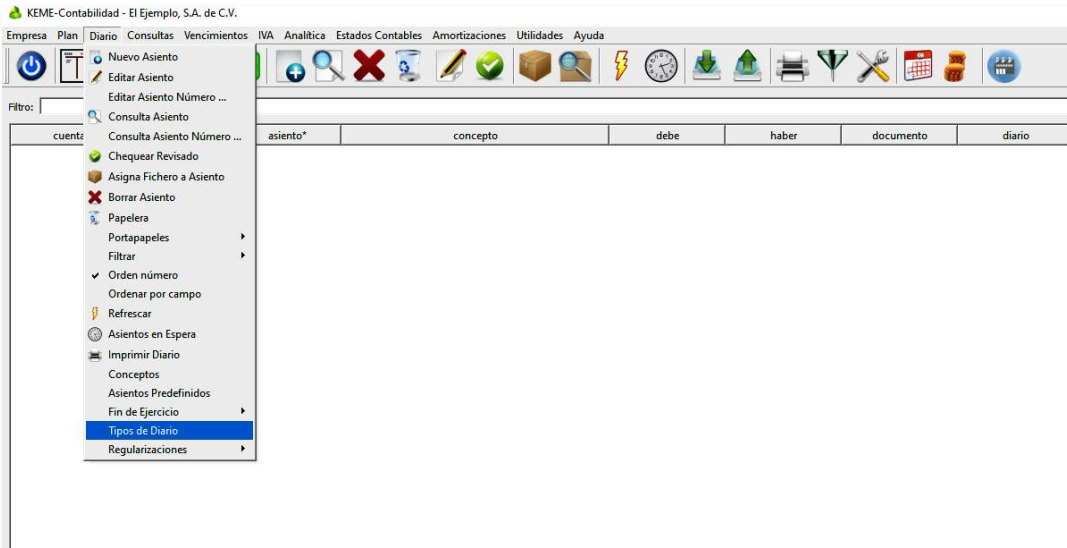 KEME-Contabilidad - El Ejemplo, S.A. de C.V.
Empresa Plan Diario Consultas Vencimientos IVA Analítica Estados Contables Amortizaciones Utilidades Ayuda
Nuevo Asiento
Editar Asiento
Editar Asiento Número ...
Filtro:
Consulta Asiento
cuenta Consulta Asiento Número ... asiento* concepto debe haber documento diario
Chequear Revisado
Asigna Fichero a Asiento
Borrar Asiento
Papelera
Portapapeles
Filtrar
Orden número
Ordenar por campo
Refrescar
Asientos en Espera
Imprimir Diario
Conceptos
Asientos Predefinidos
Fin de Ejercicio
Tipos de Diario
Regularizaciones